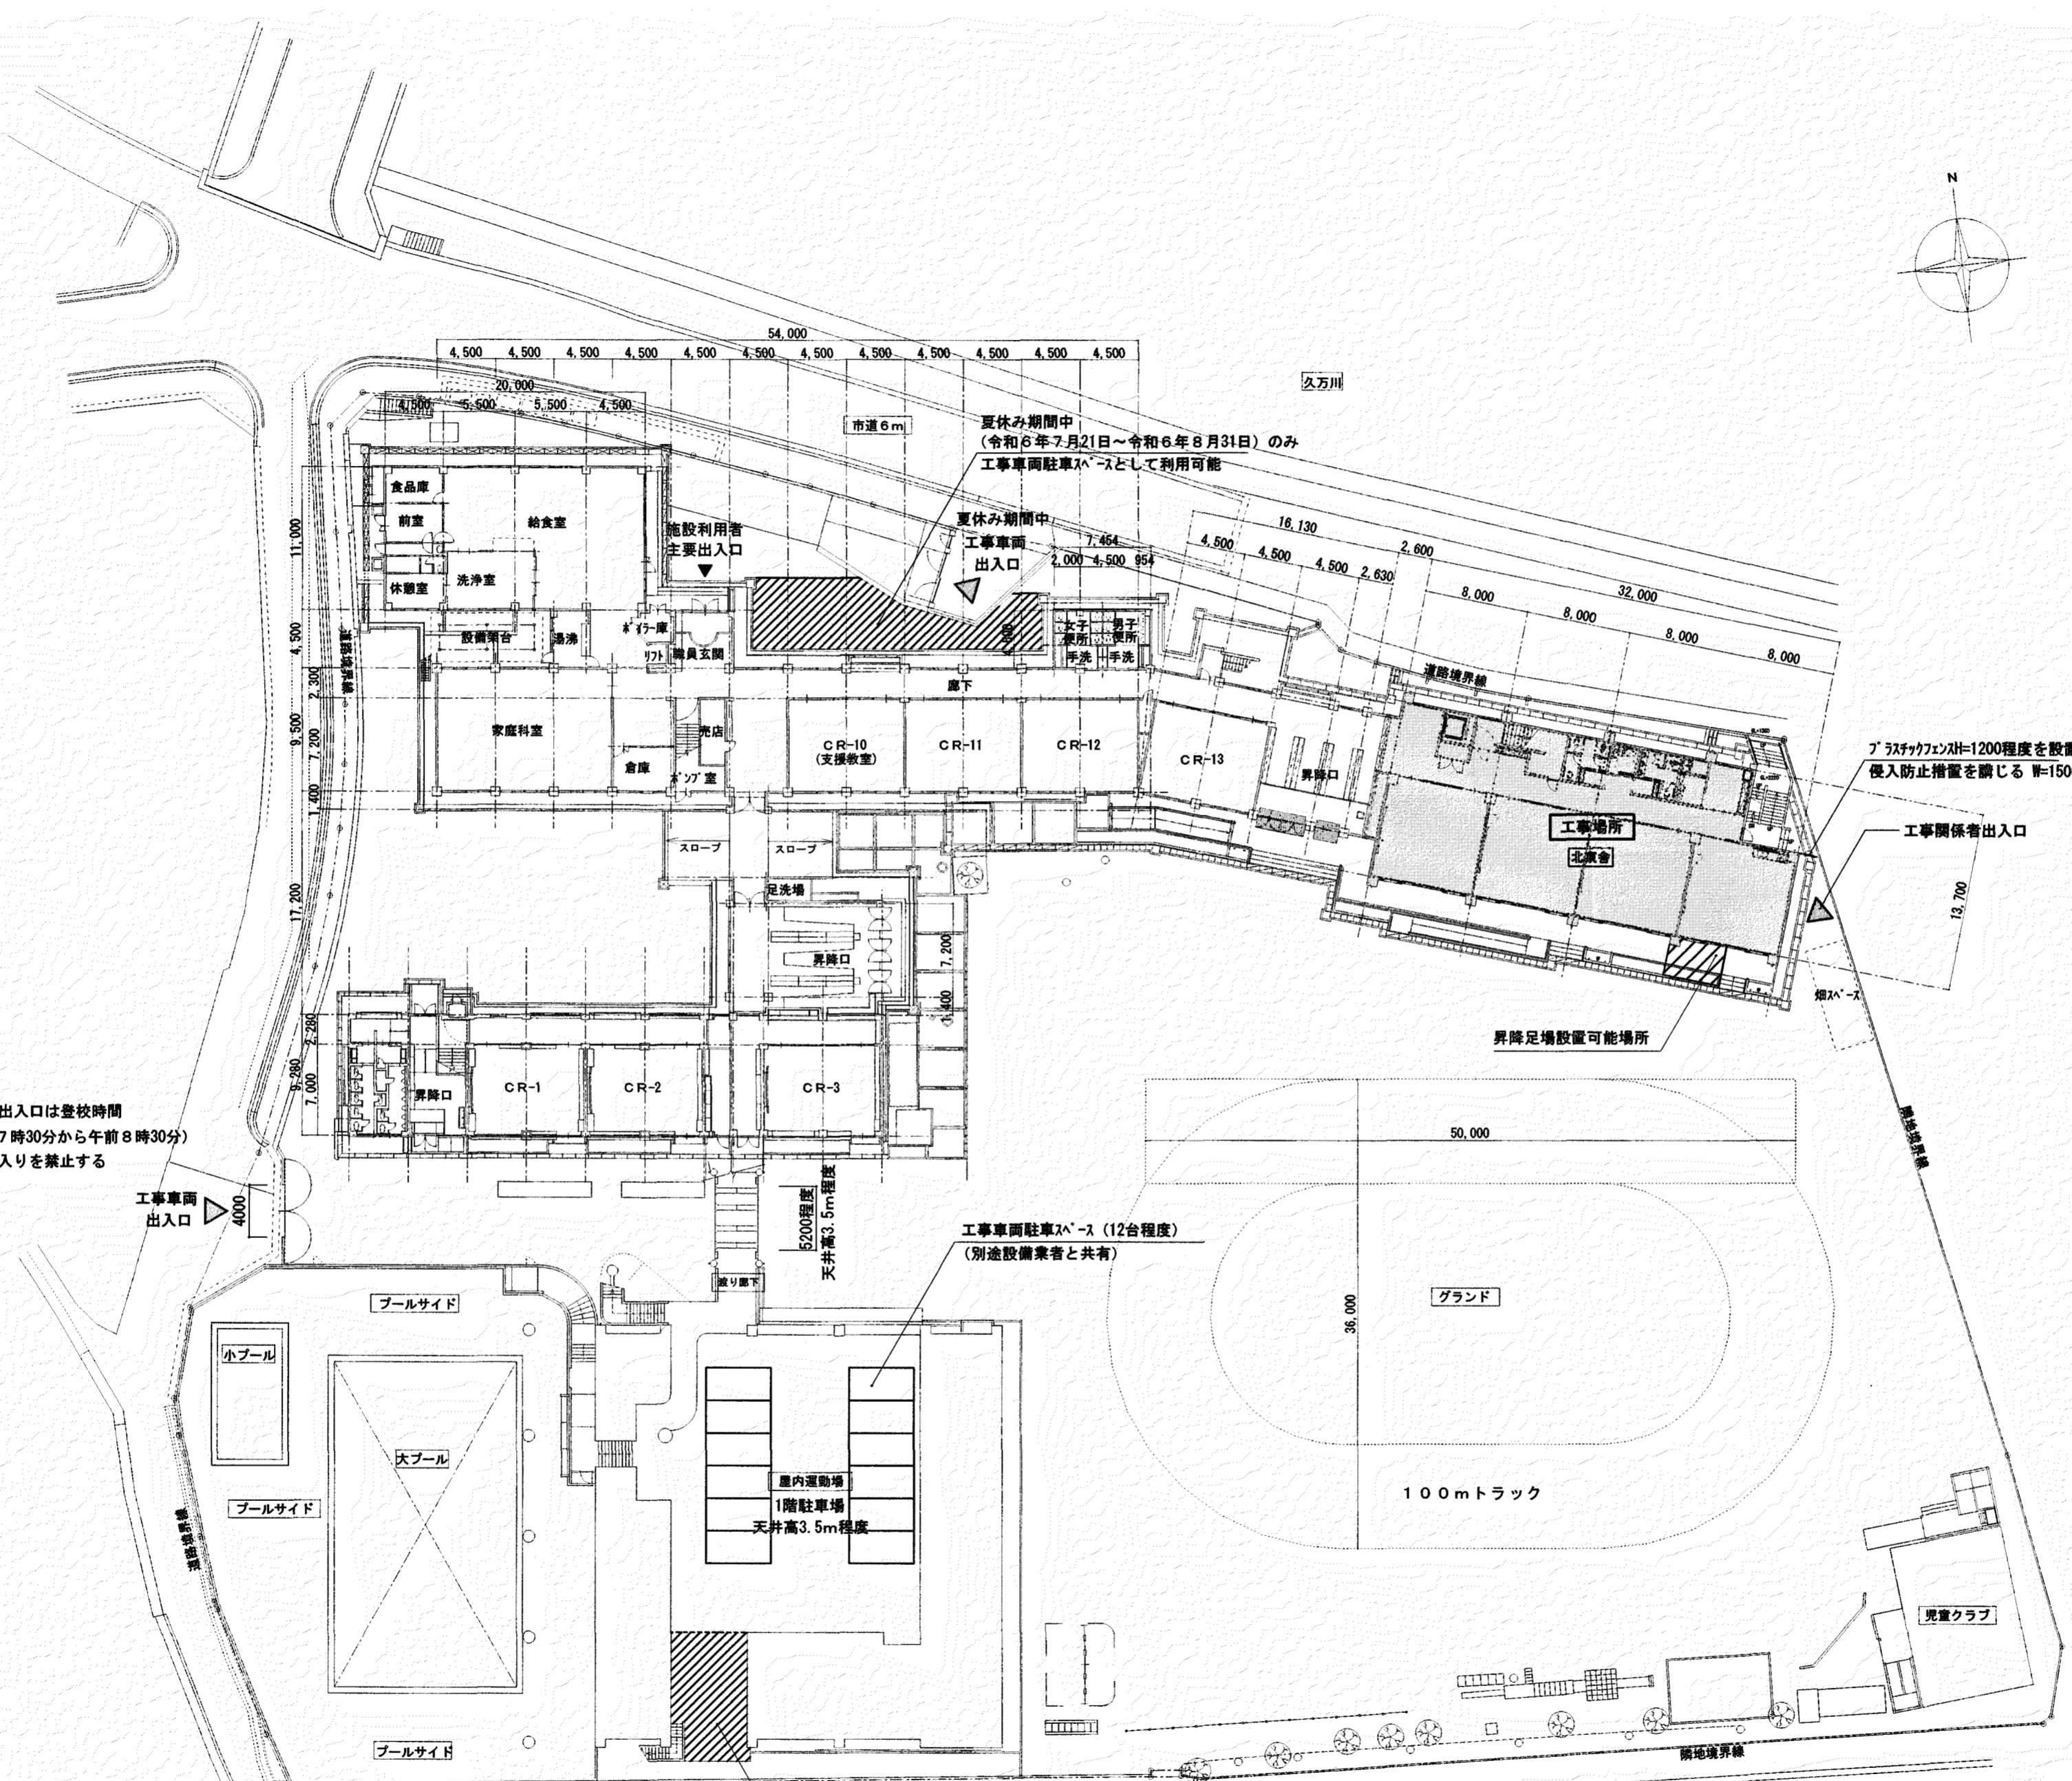 N
54,000
4,500 4,500 4,500 4,500 4,500 4,500 4,500 4,500 4,500 4,500 4,500 4,500
20,000
4,500 5,500 5,500 4,500
久万川
市道6m
夏休み期間中
(令和6年7月21日～令和6年8月31日)のみ
工事車両駐車スペースとして利用可能
夏休み期間中
工事車両
出入口
7,454
2,000 4,500 954
16,130
4,500 4,500 4,500 2,630
2,600
32,000
8,000 8,000 8,000 8,000
施設利用者
主要出入口
食品庫
前室
給食室
休憩室
洗浄室
設備架台
湯沸
ボイラー庫
リフト
職員玄関
女子
便所
男子
便所
手洗
手洗
廊下
道路境界線
道路境界線
11,000
4,500
2,300
9,500
7,200
1,400
17,200
家庭科室
倉庫
売店
ポンプ室
CR-10
(支援教室)
CR-11
CR-12
CR-13
昇降口
工事場所
北東舎
プラスチックフェンスH=1200程度を設置
侵入防止措置を講じる W=150
工事関係者出入口
13,700
畑スペース
昇降足場設置可能場所
スロープ
スロープ
足洗場
昇降口
7,200
1,400
2,280
9,280
7,000
昇降口
CR-1
CR-2
CR-3
出入口は登校時間
7時30分から午前8時30分)
入りを禁止する
工事車両
出入口
4000
5200程度
天井高3.5m程度
渡り廊下
工事車両駐車スペース(12台程度)
(別途設備業者と共有)
50,000
36,000
グランド
100mトラック
隣地境界線
プールサイド
小プール
大プール
プールサイド
プールサイド
道路境界線
屋内運動場
1階駐車場
天井高3.5m程度
児童クラブ
隣地境界線